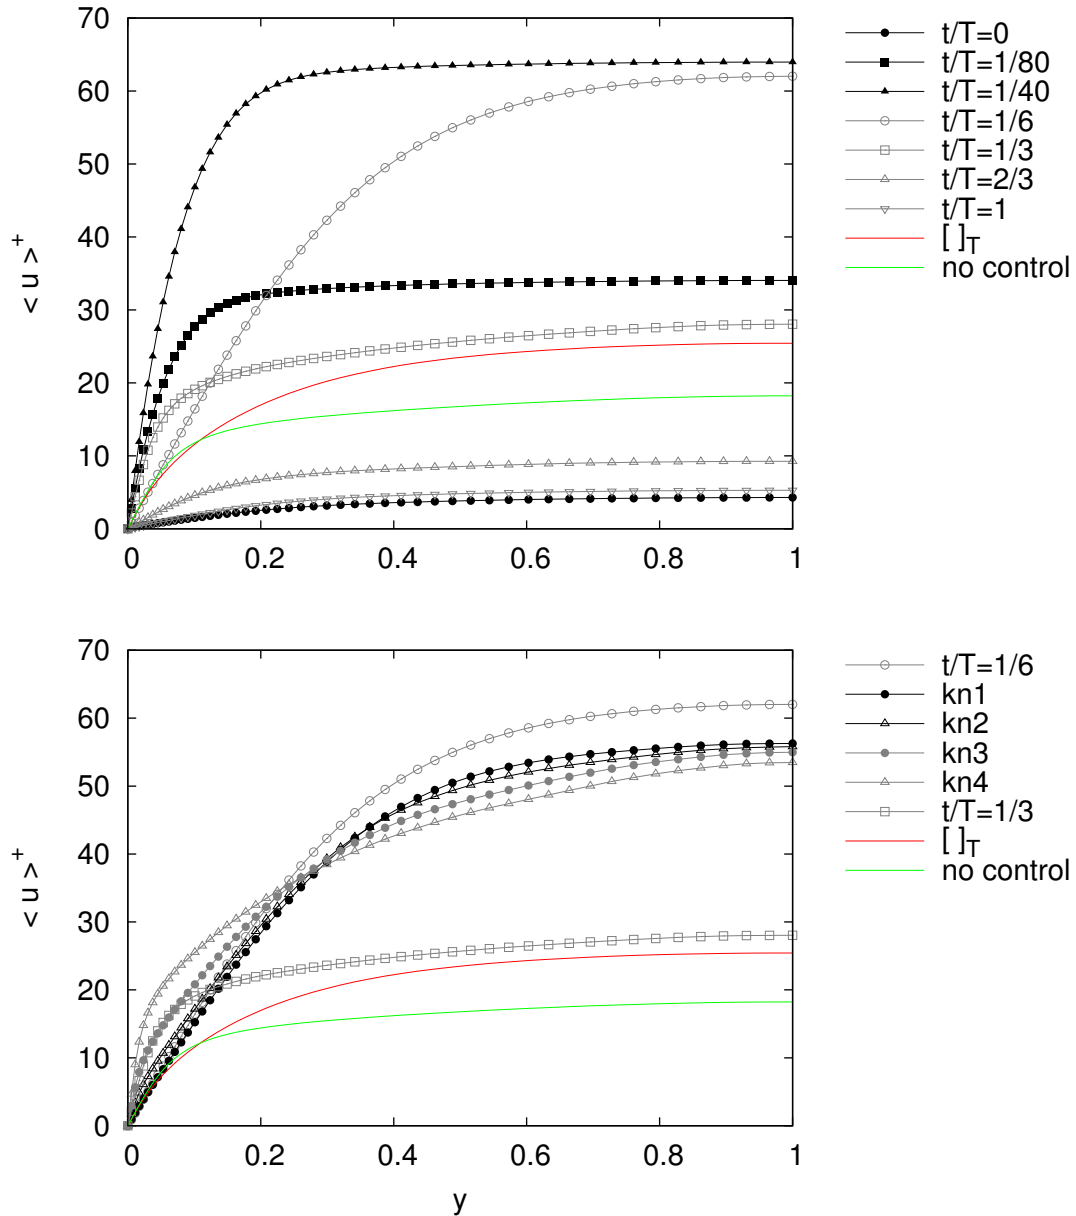 70
60
50
40
30
20
10
0
< u >+
0 0.2 0.4 0.6 0.8 1
t/T=0
t/T=1/80
t/T=1/40
t/T=1/6
t/T=1/3
t/T=2/3
t/T=1
[ ]T
no control
70
60
50
40
30
20
10
0
< u >+
0 0.2 0.4 0.6 0.8 1
y
t/T=1/6
kn1
kn2
kn3
kn4
t/T=1/3
[ ]T
no control